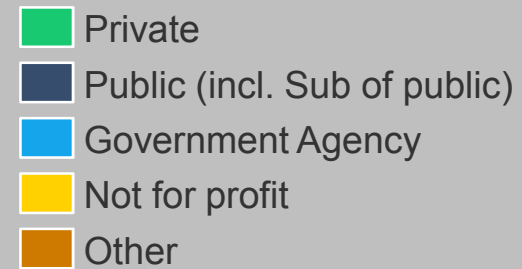 Private
Public (incl. Sub of public)
Government Agency
Not for profit
Other